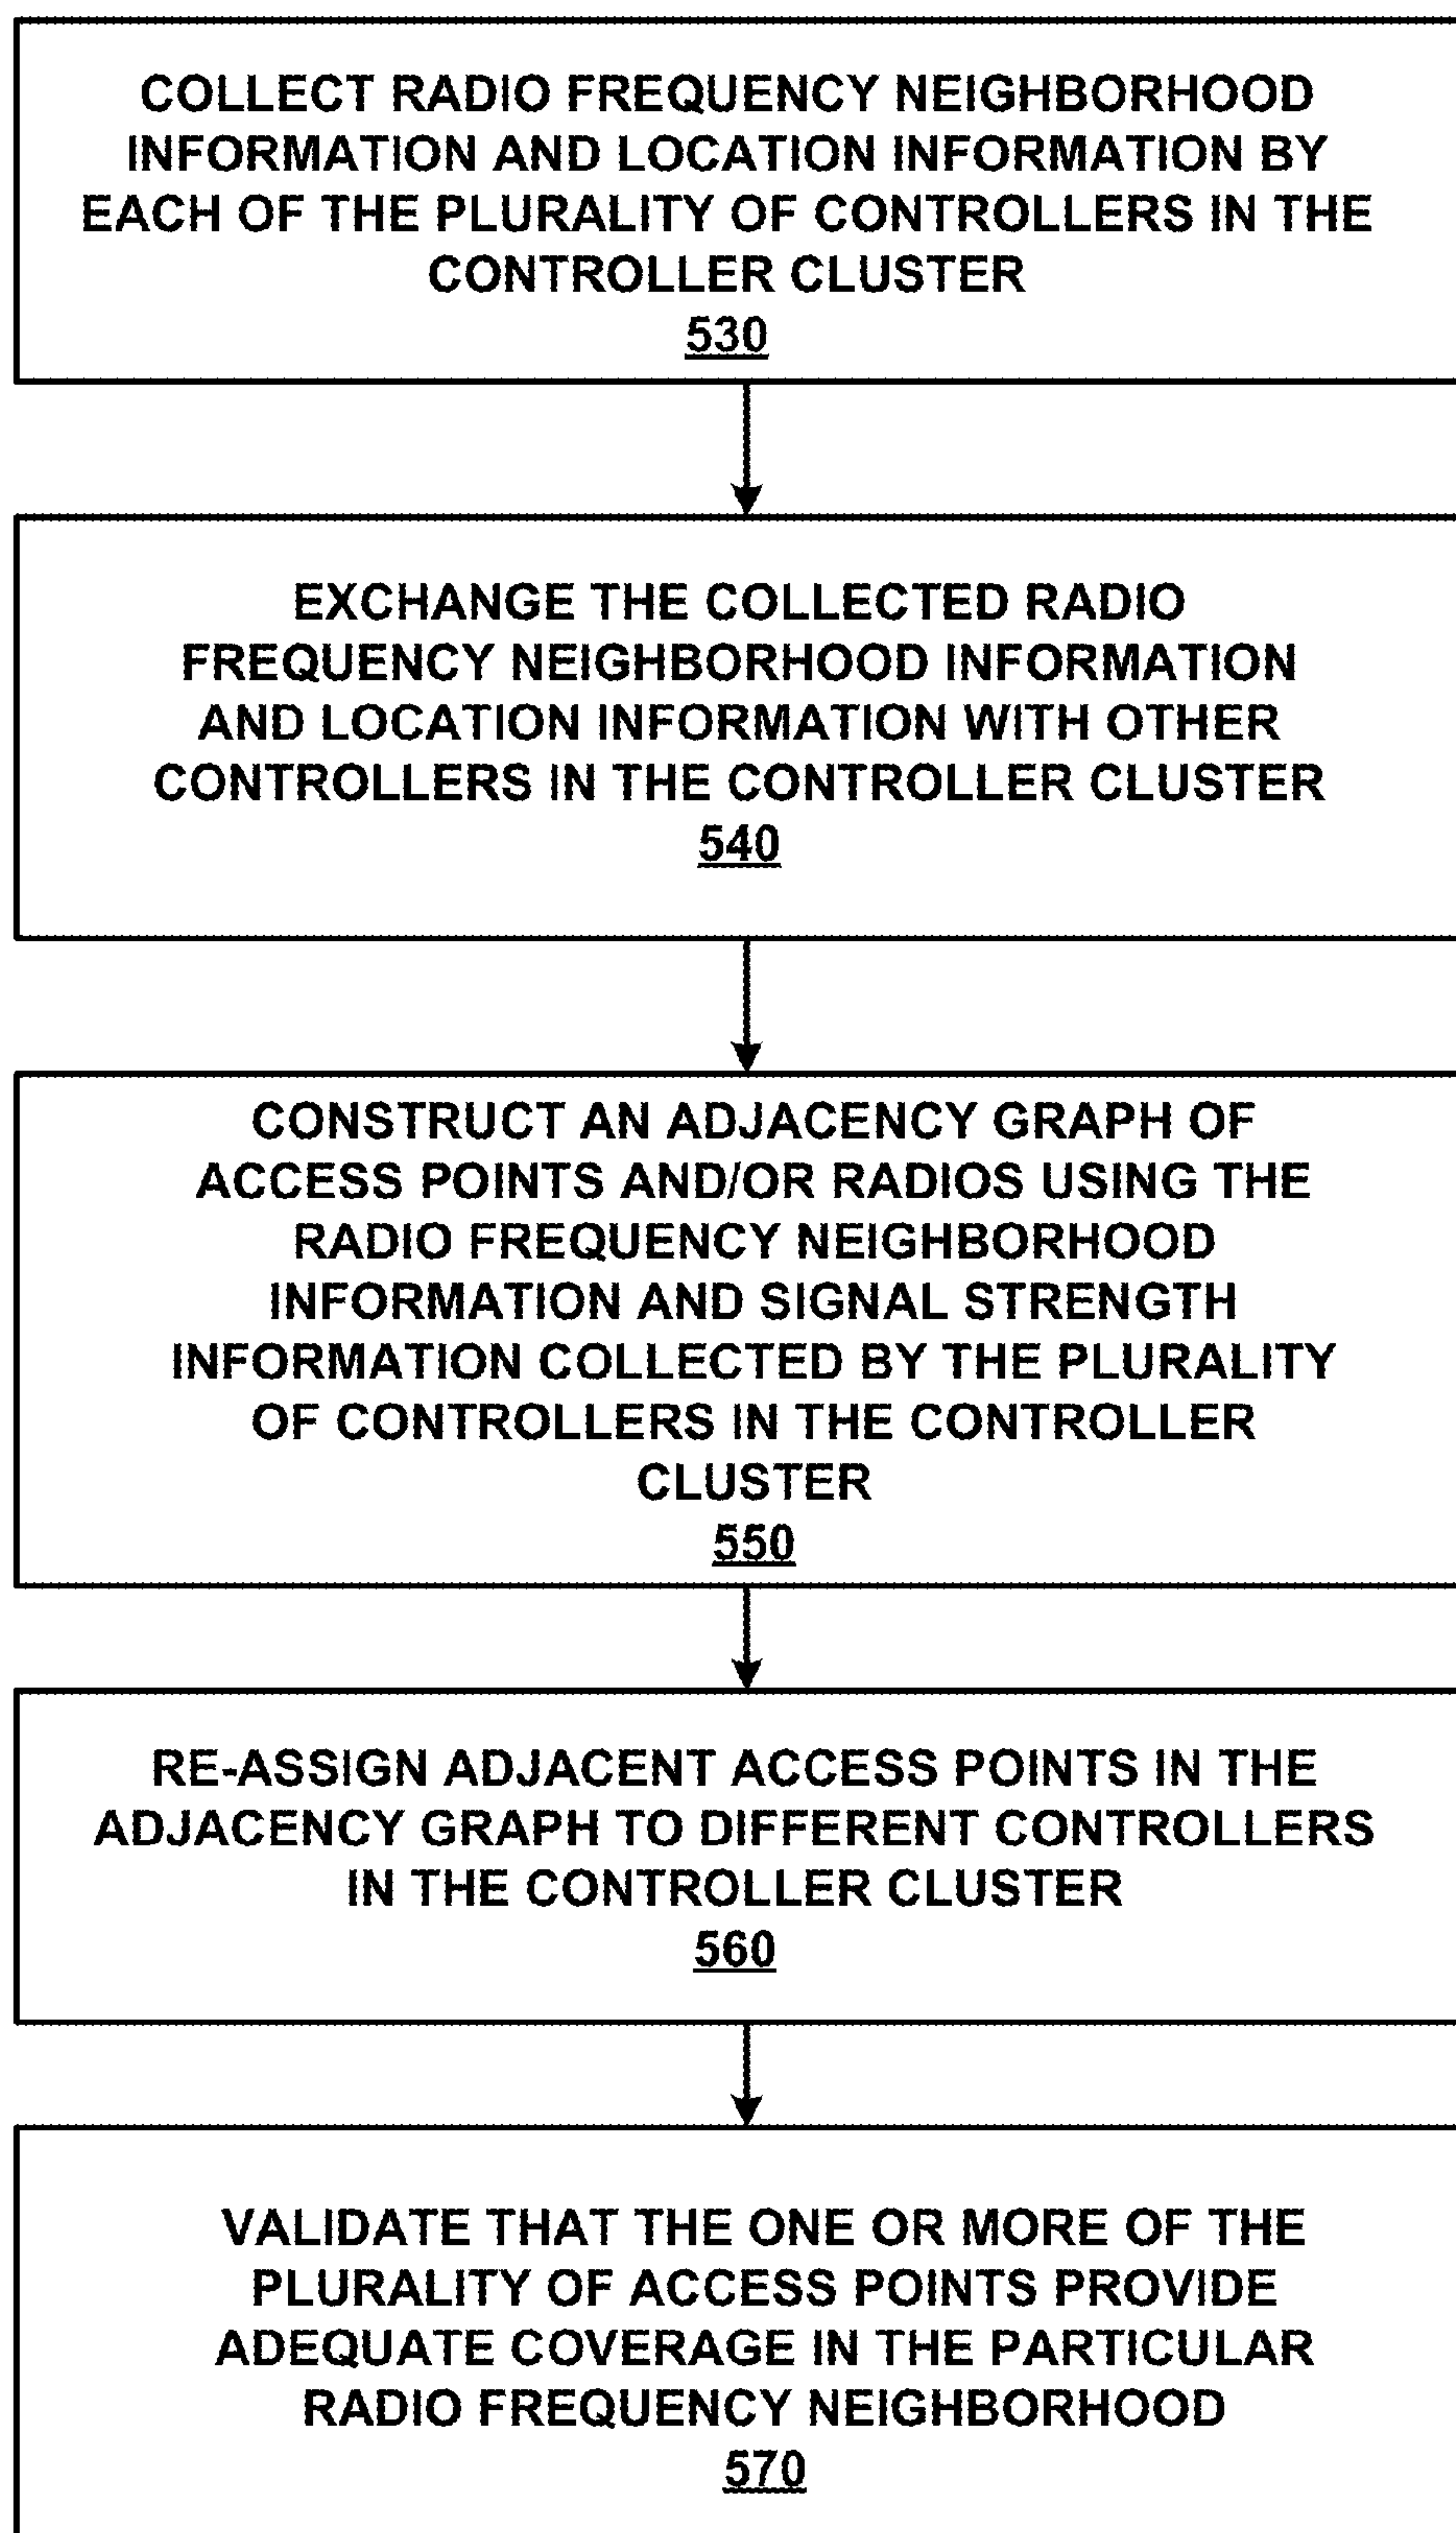 COLLECT RADIO FREQUENCY NEIGHBORHOOD
INFORMATION AND LOCATION INFORMATION BY
EACH OF THE PLURALITY OF CONTROLLERS IN THE
CONTROLLER CLUSTER
530
EXCHANGE THE COLLECTED RADIO
FREQUENCY NEIGHBORHOOD INFORMATION
AND LOCATION INFORMATION WITH OTHER
CONTROLLERS IN THE CONTROLLER CLUSTER
540
CONSTRUCT AN ADJACENCY GRAPH OF
ACCESS POINTS AND/OR RADIOS USING THE
RADIO FREQUENCY NEIGHBORHOOD
INFORMATION AND SIGNAL STRENGTH
INFORMATION COLLECTED BY THE PLURALITY
OF CONTROLLERS IN THE CONTROLLER
CLUSTER
550
RE-ASSIGN ADJACENT ACCESS POINTS IN THE
ADJACENCY GRAPH TO DIFFERENT CONTROLLERS
IN THE CONTROLLER CLUSTER
560
VALIDATE THAT THE ONE OR MORE OF THE
PLURALITY OF ACCESS POINTS PROVIDE
ADEQUATE COVERAGE IN THE PARTICULAR
RADIO FREQUENCY NEIGHBORHOOD
570